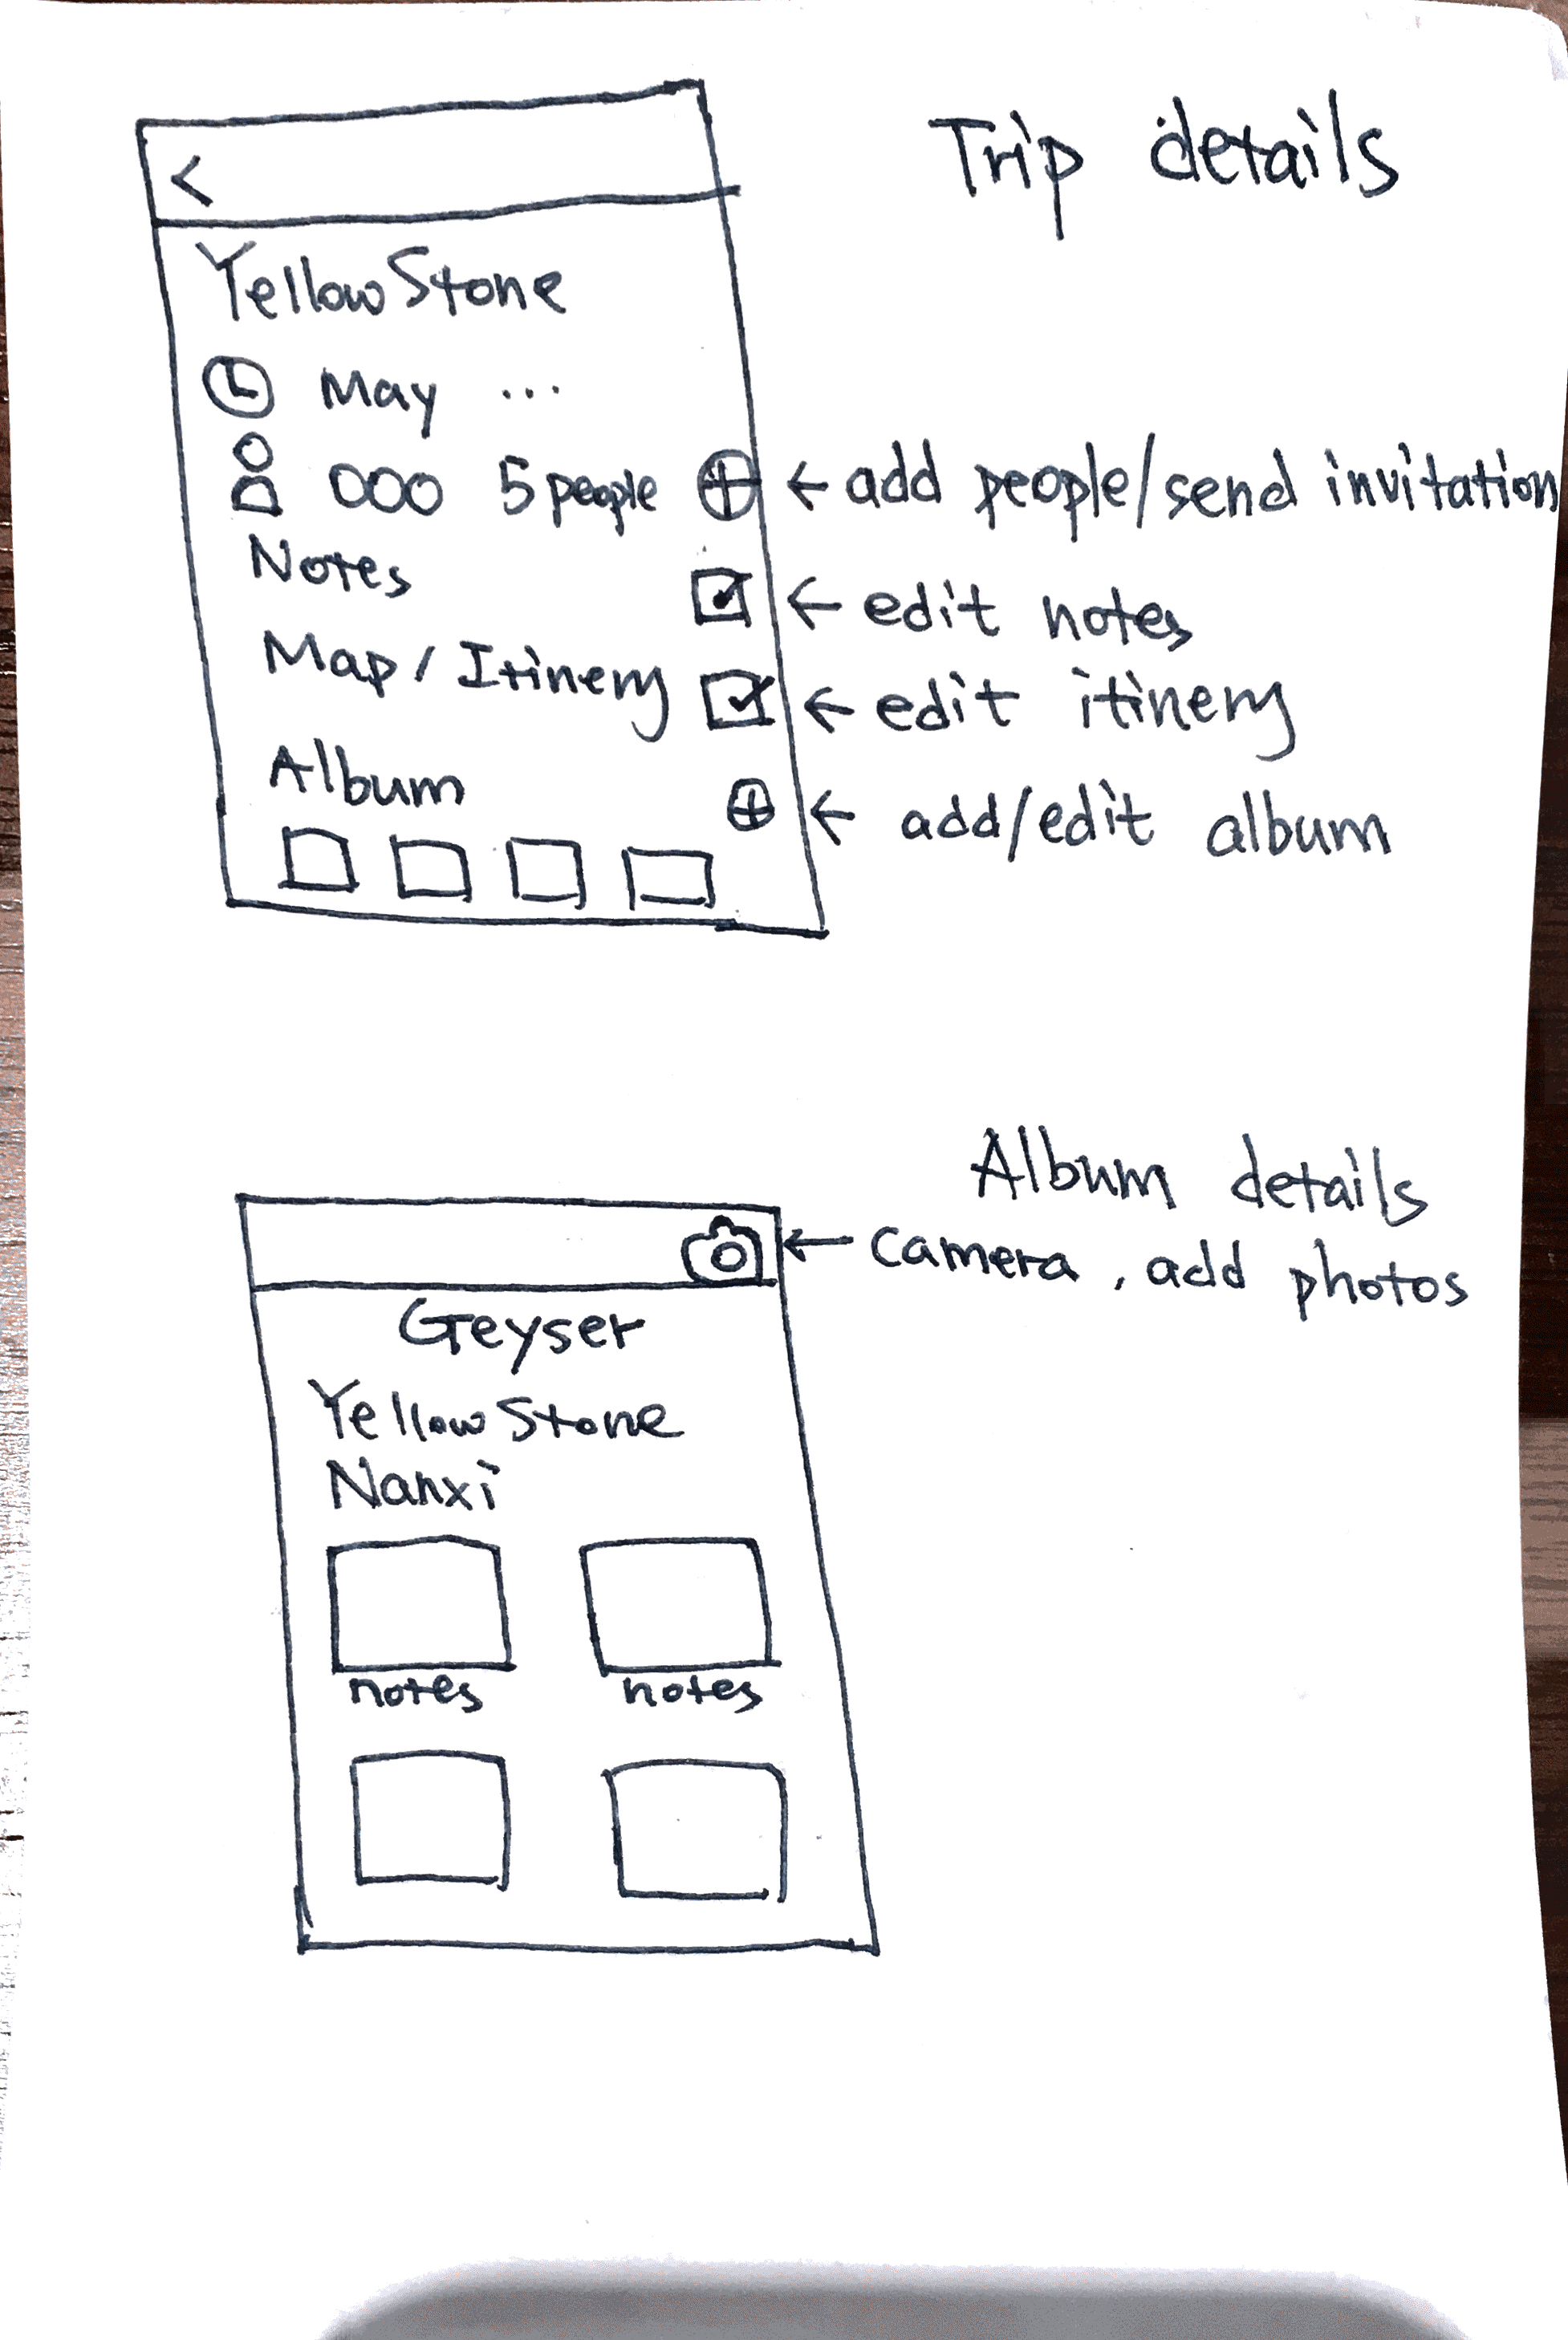 Trip details
<
YellowStone
May ...
5 people ← add people/send invitation
Notes
← edit notes
Map/Itinery
← edit itinery
Album
← add/edit album
Album details
← camera, add photos
Geyser
YellowStone
Nanxi
notes notes